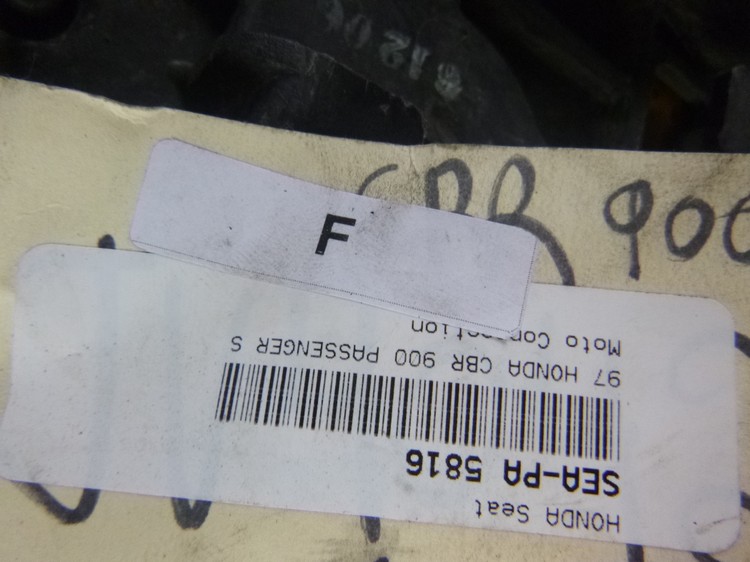 CBR 900
F
HONDA Seat
SEA-PA 5816
97 HONDA CBR 900 PASSENGER S
Moto